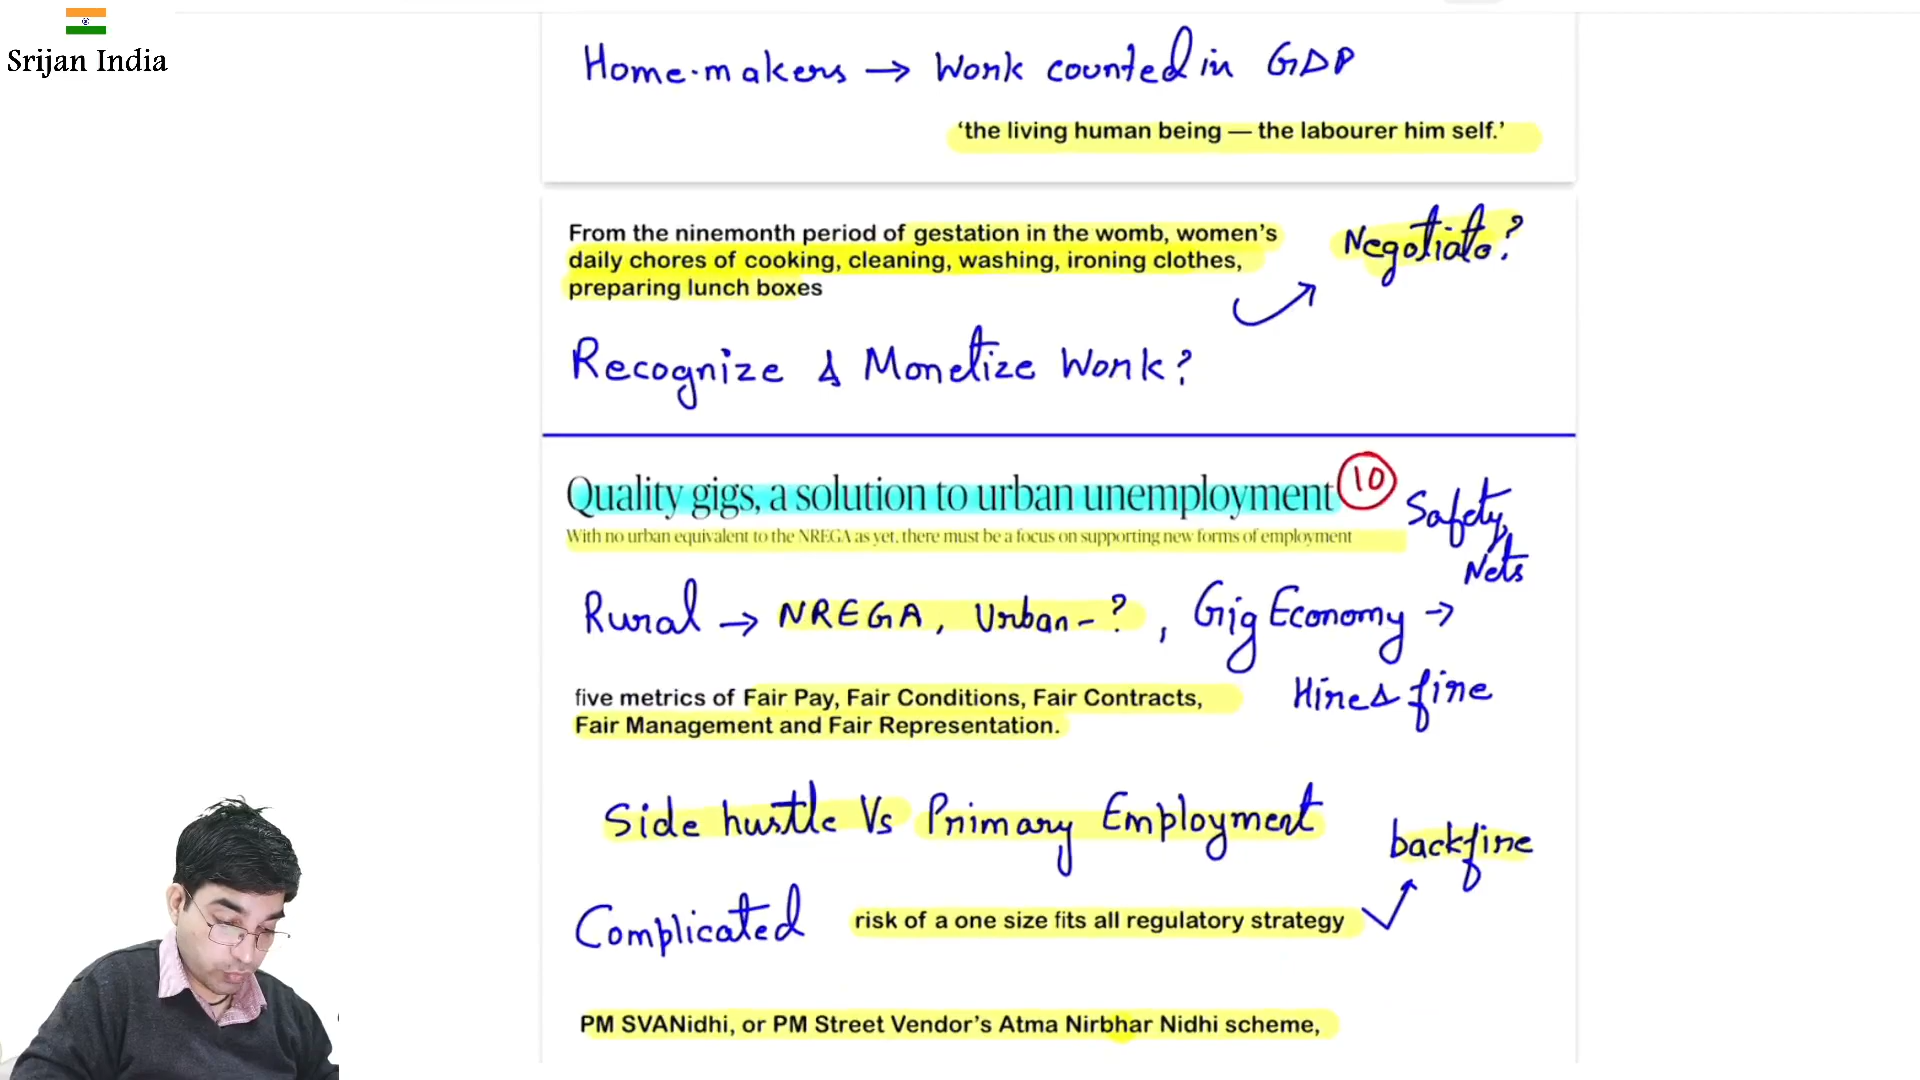 Srijan India
Home-makers → Work counted in GDP
‘the living human being — the labourer him self.’
From the ninemonth period of gestation in the womb, women’s
daily chores of cooking, cleaning, washing, ironing clothes,
preparing lunch boxes
Negotiate?
Recognize & Monetize Work?
Quality gigs, a solution to urban unemployment 10
With no urban equivalent to the NREGA as yet, there must be a focus on supporting new forms of employment
Safety
Nets
Rural → NREGA, Urban - ?, Gig Economy →
five metrics of Fair Pay, Fair Conditions, Fair Contracts,
Fair Management and Fair Representation.
Hire & fire
Side hustle Vs Primary Employment
backfire
Complicated risk of a one size fits all regulatory strategy
PM SVANidhi, or PM Street Vendor’s Atma Nirbhar Nidhi scheme,